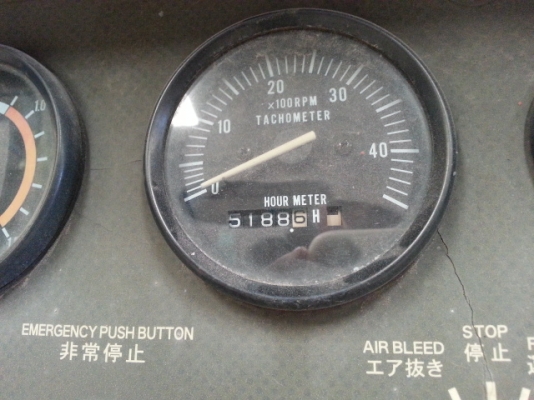 20
30
10
×100RPM
TACHOMETER
40
0
HOUR METER
51886 H
EMERGENCY PUSH BUTTON
非常停止
AIR BLEED
エア抜き
STOP
停止